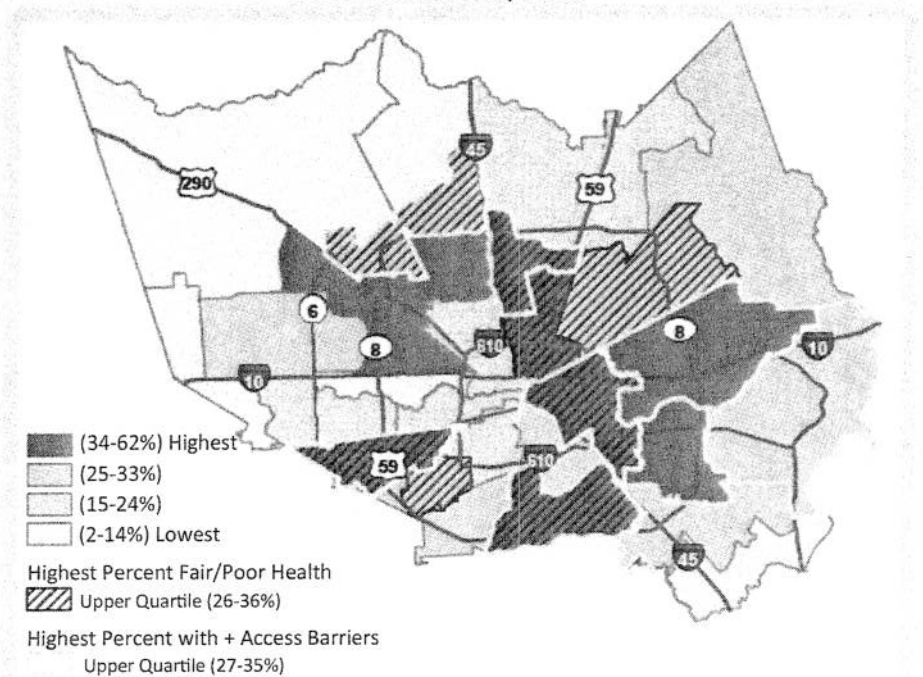 45
290
59
6
8
610
8
10
10
(34-62%) Highest
(25-33%)
(15-24%)
(2-14%) Lowest
59
610
45
Highest Percent Fair/Poor Health
Upper Quartile (26-36%)
Highest Percent with + Access Barriers
Upper Quartile (27-35%)